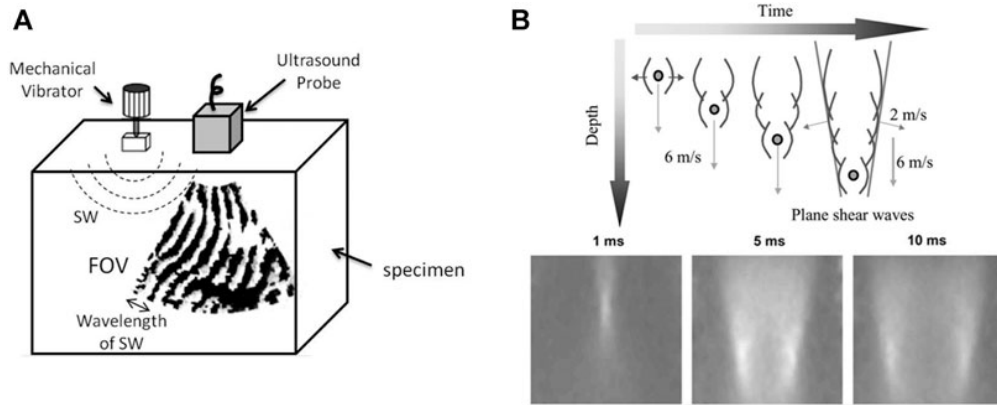 A
Mechanical
Vibrator
Ultrasound
Probe
SW
FOV
Wavelength
of SW
specimen
B
Time
Depth
6 m/s
2 m/s
6 m/s
Plane shear waves
1 ms
5 ms
10 ms